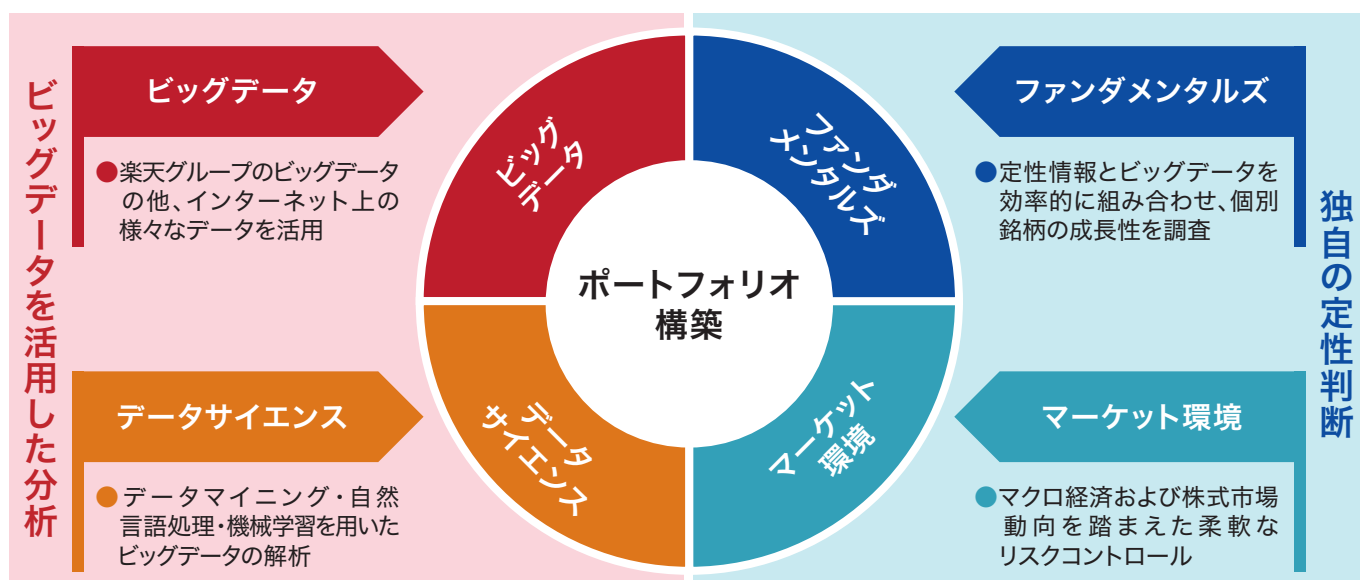 ビッグデータを活用した分析
ビッグデータ
●楽天グループのビッグデータ
の他、インターネット上の
様々なデータを活用
データサイエンス
●データマイニング・自然
言語処理・機械学習を用いた
ビッグデータの解析
ビッグ
データ
ファンダ
メンタルズ
ポートフォリオ
構築
データ
サイエンス
マーケット
環境
ファンダメンタルズ
●定性情報とビッグデータを
効率的に組み合わせ、個別
銘柄の成長性を調査
マーケット環境
●マクロ経済および株式市場
動向を踏まえた柔軟な
リスクコントロール
独自の定性判断